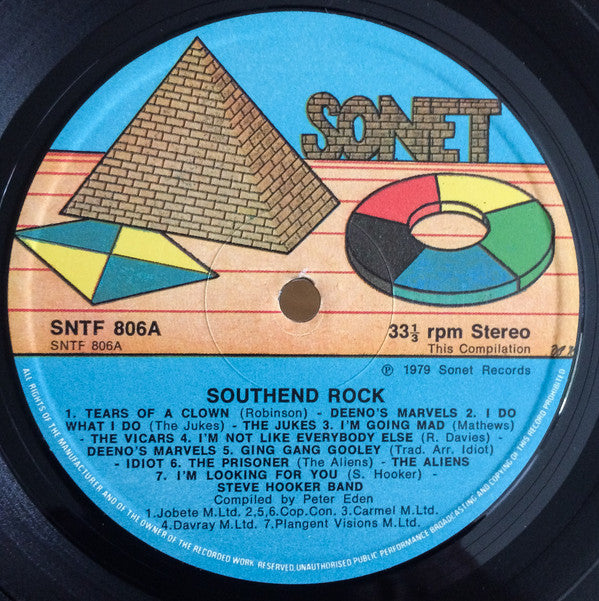 SONET
SNTF 806A
SNTF 806A
33⅓ rpm Stereo
This Compilation
℗ 1979 Sonet Records
SOUTHEND ROCK
1. TEARS OF A CLOWN (Robinson) - DEENO'S MARVELS 2. I DO
WHAT I DO (The Jukes) - THE JUKES 3. I'M GOING MAD (Mathews)
- THE VICARS 4. I'M NOT LIKE EVERYBODY ELSE (R. Davies) -
DEENO'S MARVELS 5. GING GANG GOOLEY (Trad. Arr. Idiot)
- IDIOT 6. THE PRISONER (The Aliens) - THE ALIENS
7. I'M LOOKING FOR YOU (S. Hooker) -
STEVE HOOKER BAND
Compiled by Peter Eden
1.Jobete M.Ltd. 2,5,6.Cop.Con. 3.Carmel M.Ltd.
4.Davray M.Ltd. 7.Plangent Visions M.Ltd.
ALL RIGHTS OF THE MANUFACTURER AND OF THE OWNER OF THE RECORDED WORK RESERVED, UNAUTHORISED PUBLIC PERFORMANCE BROADCASTING AND COPYING OF THIS RECORD PROHIBITED